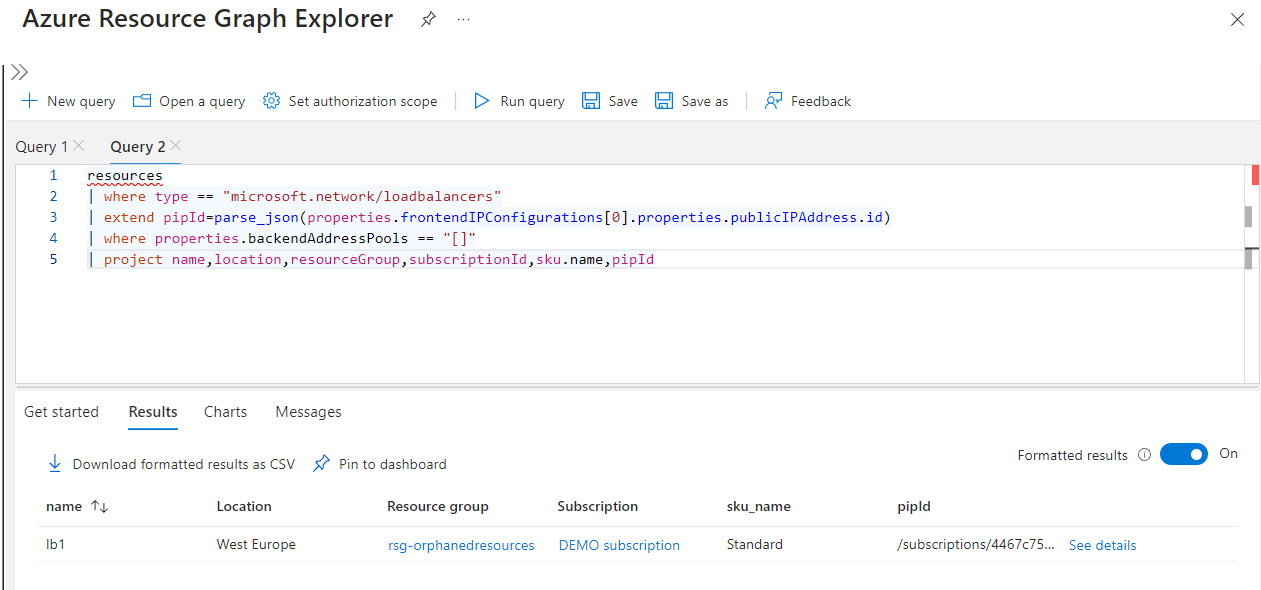 Azure Resource Graph Explorer
New query Open a query Set authorization scope Run query Save Save as Feedback
Query 1 Query 2
1 resources
2 | where type == "microsoft.network/loadbalancers"
3 | extend pipId=parse_json(properties.frontendIPConfigurations[0].properties.publicIPAddress.id)
4 | where properties.backendAddressPools == "[]"
5 | project name,location,resourceGroup,subscriptionId,sku.name,pipId
Get started Results Charts Messages
Download formatted results as CSV Pin to dashboard Formatted results On
name Location Resource group Subscription sku_name pipId
lb1 West Europe rsg-orphanedresources DEMO subscription Standard /subscriptions/4467c75... See details